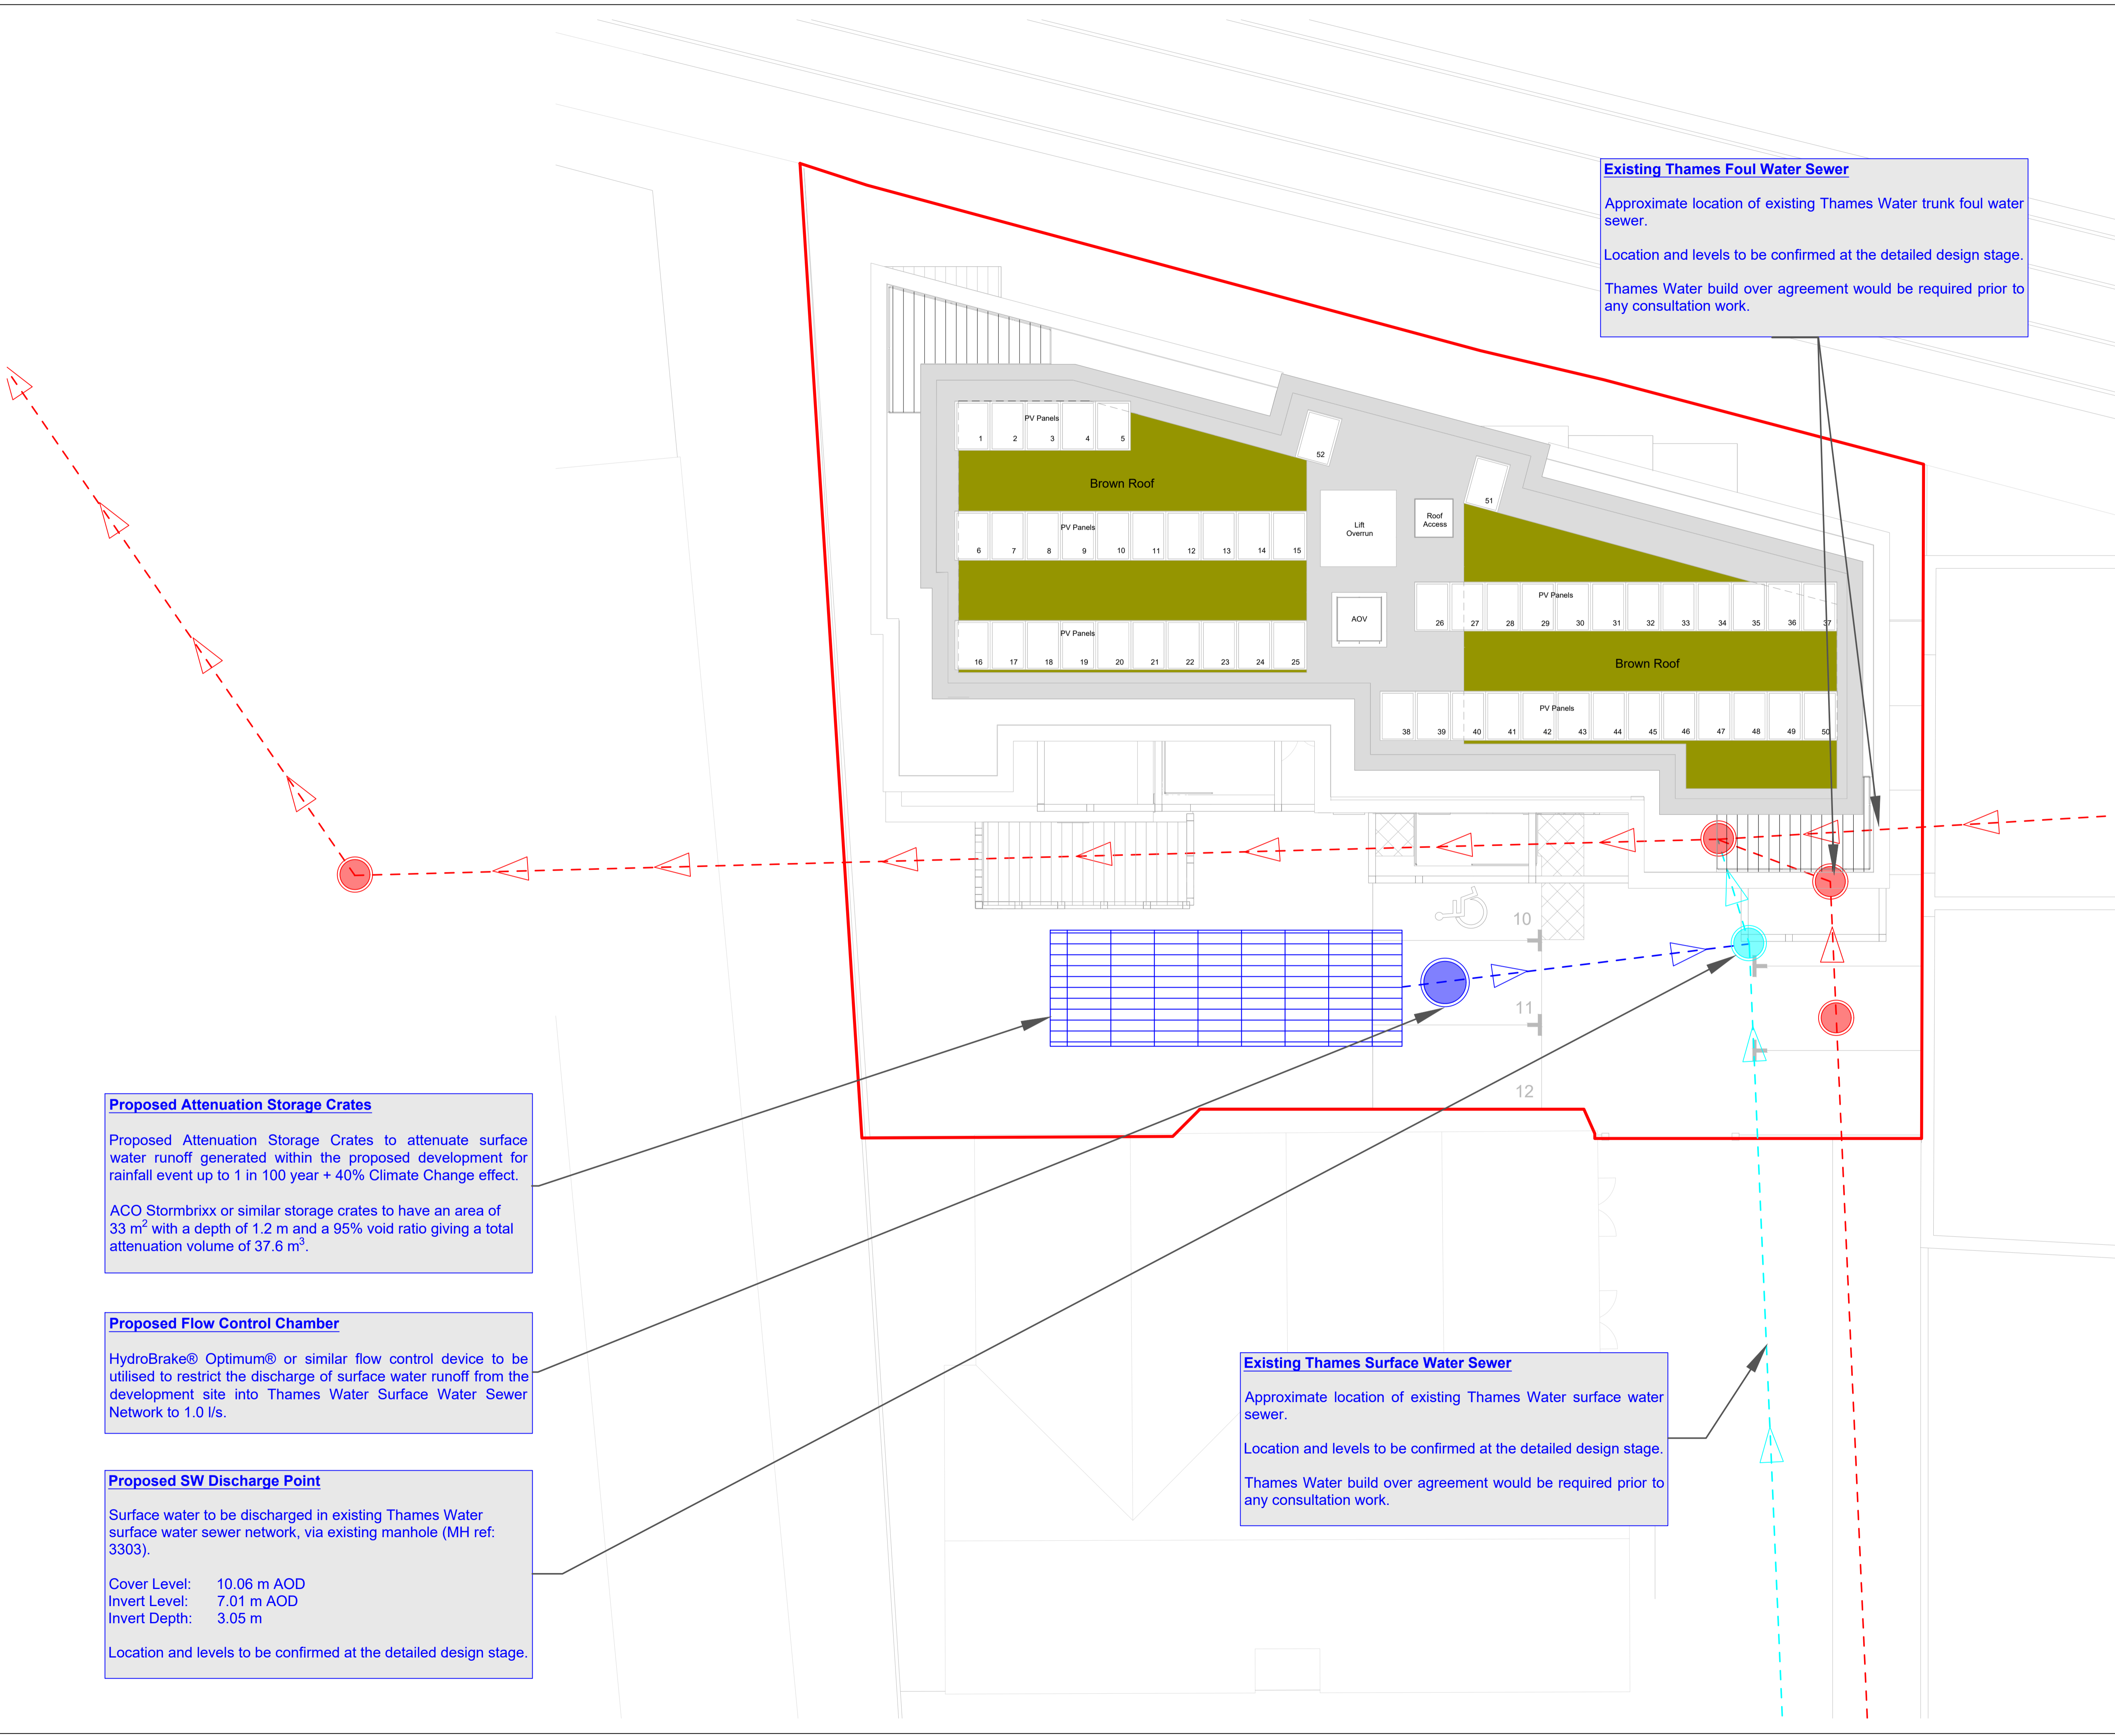 Existing Thames Foul Water Sewer
Approximate location of existing Thames Water trunk foul water
sewer.
Location and levels to be confirmed at the detailed design stage.
Thames Water build over agreement would be required prior to
any consultation work.
PV Panels
1 2 3 4 5
52
51
Brown Roof
Roof
Access
Lift
Overrun
PV Panels
6 7 8 9 10 11 12 13 14 15
PV Panels
26 27 28 29 30 31 32 33 34 35 36 37
AOV
PV Panels
16 17 18 19 20 21 22 23 24 25
Brown Roof
PV Panels
38 39 40 41 42 43 44 45 46 47 48 49 50
10
11
12
Proposed Attenuation Storage Crates
Proposed Attenuation Storage Crates to attenuate surface
water runoff generated within the proposed development for
rainfall event up to 1 in 100 year + 40% Climate Change effect.
ACO Stormbrixx or similar storage crates to have an area of
33 m² with a depth of 1.2 m and a 95% void ratio giving a total
attenuation volume of 37.6 m³.
Proposed Flow Control Chamber
HydroBrake® Optimum® or similar flow control device to be
utilised to restrict the discharge of surface water runoff from the
development site into Thames Water Surface Water Sewer
Network to 1.0 l/s.
Existing Thames Surface Water Sewer
Approximate location of existing Thames Water surface water
sewer.
Location and levels to be confirmed at the detailed design stage.
Thames Water build over agreement would be required prior to
any consultation work.
Proposed SW Discharge Point
Surface water to be discharged in existing Thames Water
surface water sewer network, via existing manhole (MH ref:
3303).
Cover Level: 10.06 m AOD
Invert Level: 7.01 m AOD
Invert Depth: 3.05 m
Location and levels to be confirmed at the detailed design stage.